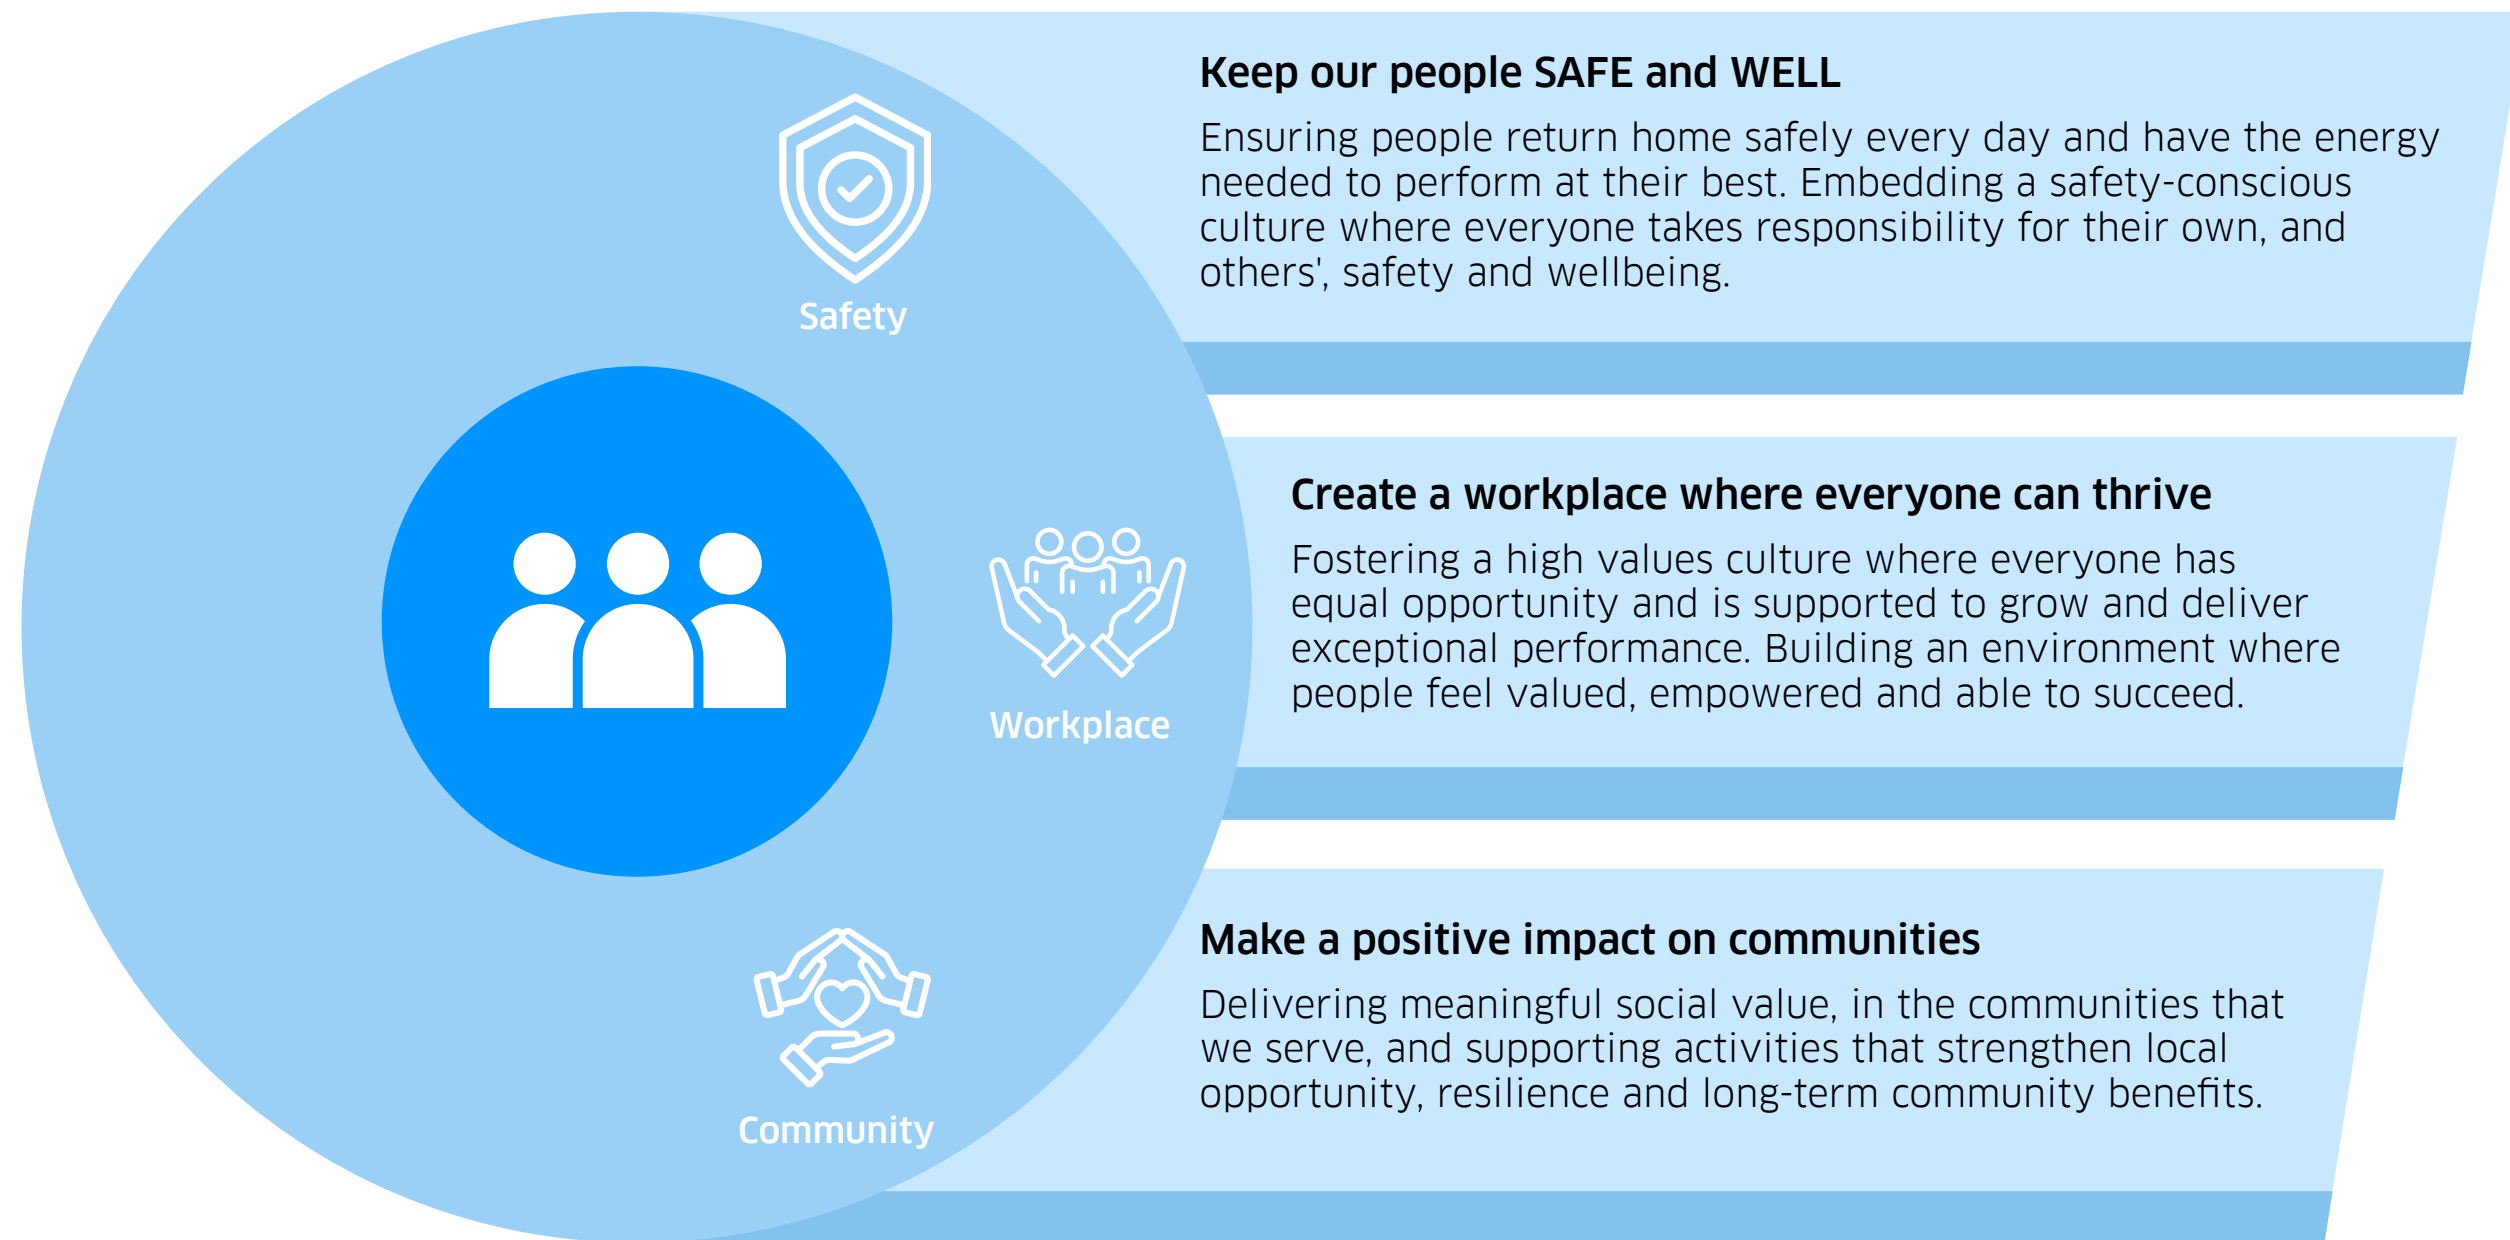 Keep our people SAFE and WELL
Ensuring people return home safely every day and have the energy
needed to perform at their best. Embedding a safety-conscious
culture where everyone takes responsibility for their own, and
others', safety and wellbeing.
Safety
Create a workplace where everyone can thrive
Fostering a high values culture where everyone has
equal opportunity and is supported to grow and deliver
exceptional performance. Building an environment where
people feel valued, empowered and able to succeed.
Workplace
Make a positive impact on communities
Delivering meaningful social value, in the communities that
we serve, and supporting activities that strengthen local
opportunity, resilience and long-term community benefits.
Community